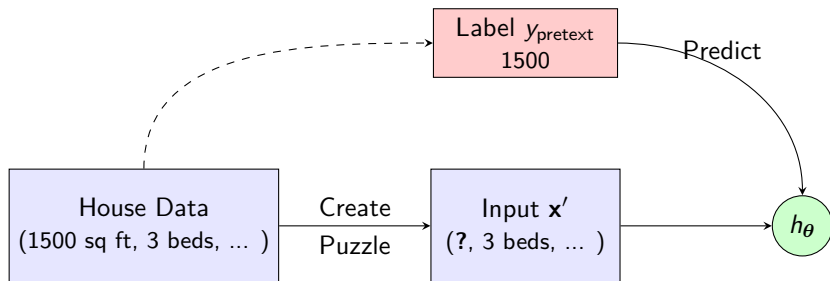 Label y_pretext
1500
Predict
House Data
(1500 sq ft, 3 beds, ... )
Create
Puzzle
Input x′
(?, 3 beds, ... )
h_θ